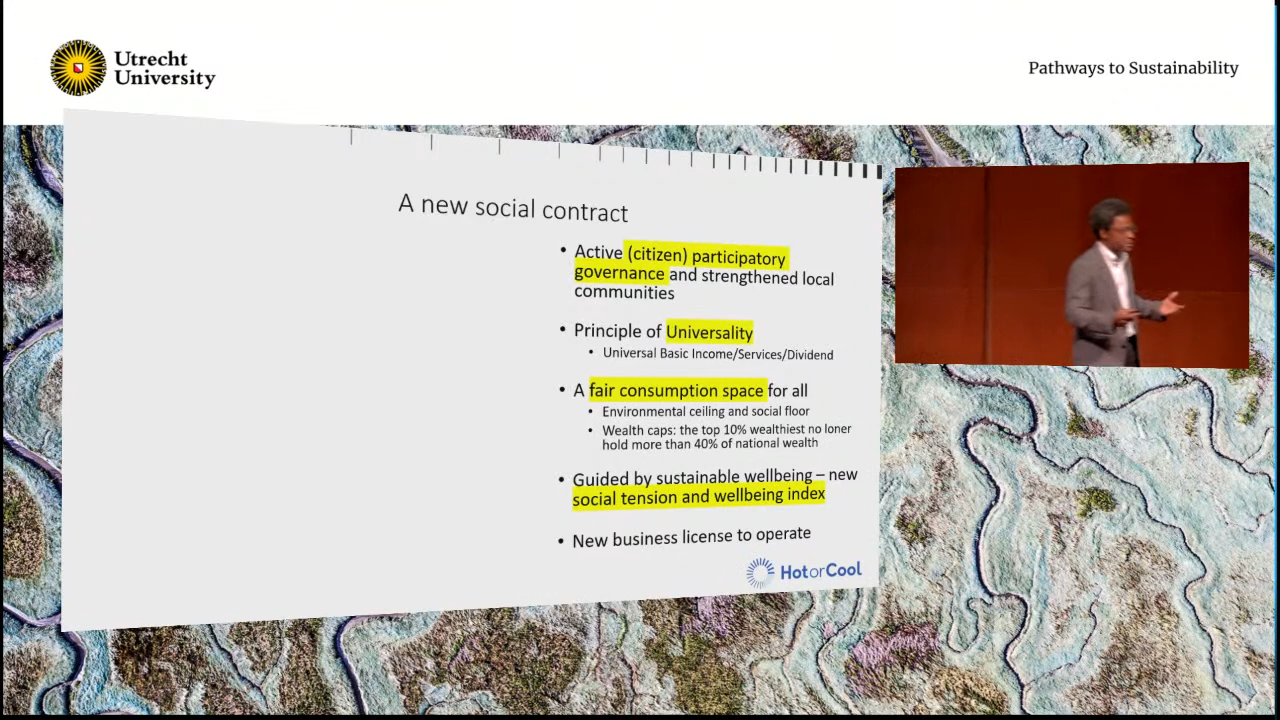 Utrecht
University
Pathways to Sustainability
A new social contract
• Active (citizen) participatory
governance and strengthened local
communities
• Principle of Universality
• Universal Basic Income/Services/Dividend
• A fair consumption space for all
• Environmental ceiling and social floor
• Wealth caps: the top 10% wealthiest no loner
hold more than 40% of national wealth
• Guided by sustainable wellbeing – new
social tension and wellbeing index
• New business license to operate
HotorCool